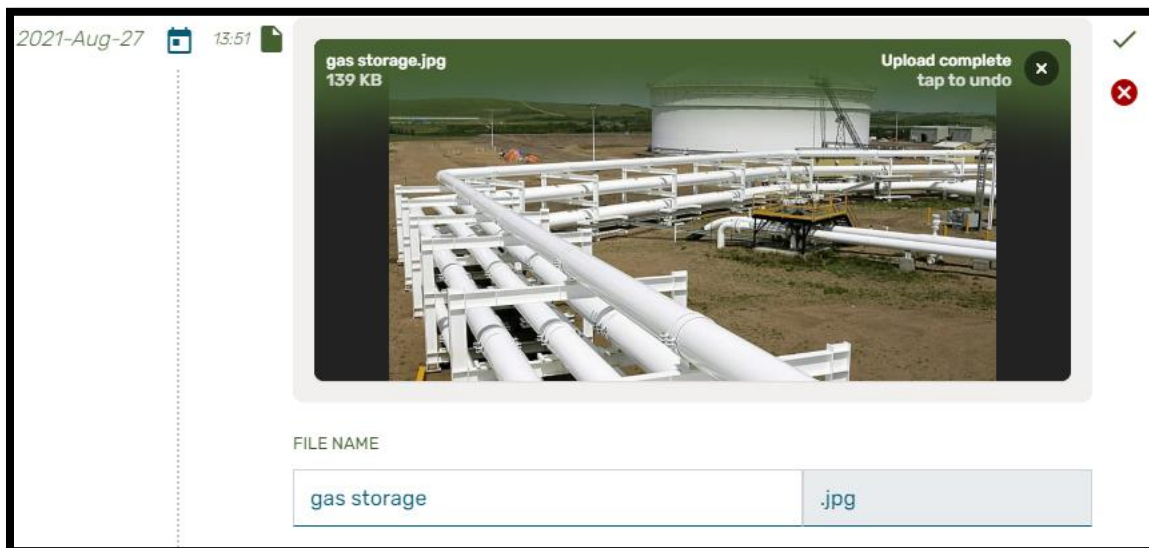 2021-Aug-27 13:51
gas storage.jpg
139 KB
Upload complete
tap to undo
FILE NAME
gas storage .jpg